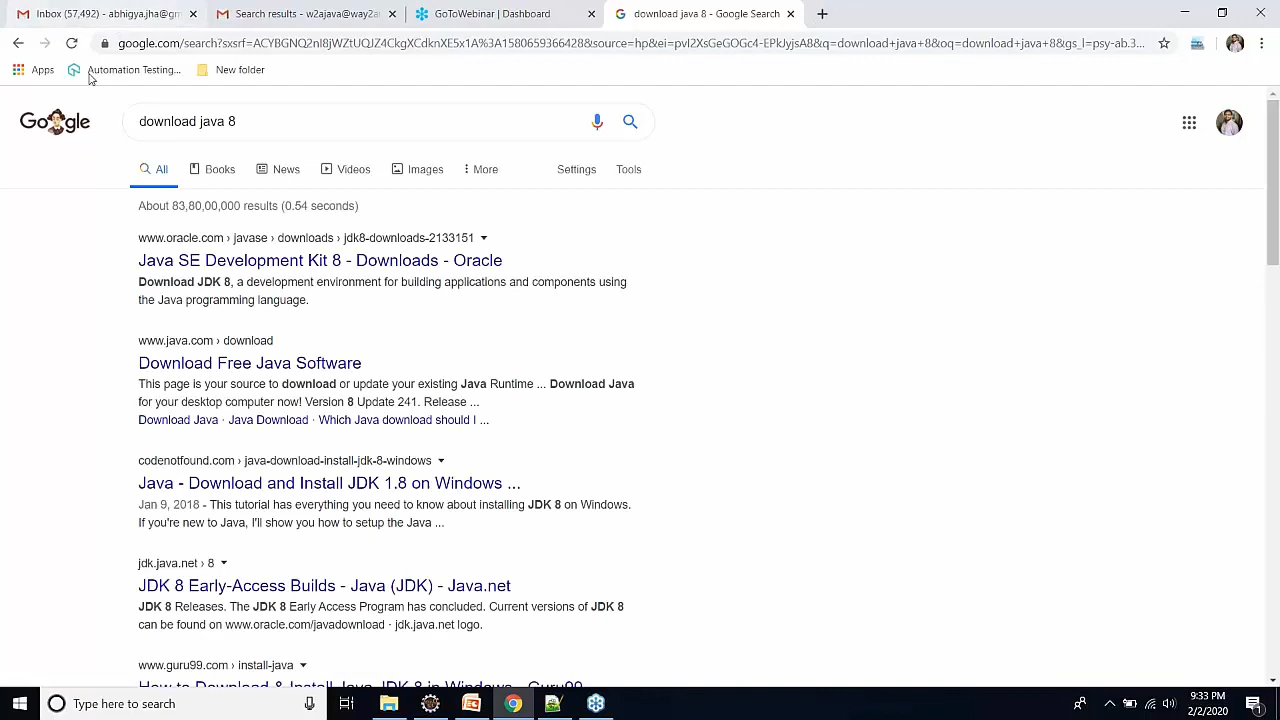 Inbox (57,492) - abhigya.jha@gm
Search results - w2ajava@way2a
GoToWebinar | Dashboard
download java 8 - Google Search
google.com/search?sxsrf=ACYBGNQ2nI8jWZtUQJZ4CkgXCdknXE5x1A%3A1580659366428&source=hp&ei=pvI2XsGeGOGc4-EPkJyjsA8&q=download+java+8&oq=download+java+8&gs_l=psy-ab.3...
Apps
Automation Testing...
New folder
Google
download java 8
All
Books
News
Videos
Images
More
Settings
Tools
About 83,80,00,000 results (0.54 seconds)
www.oracle.com › javase › downloads › jdk8-downloads-2133151
Java SE Development Kit 8 - Downloads - Oracle
Download JDK 8, a development environment for building applications and components using
the Java programming language.
www.java.com › download
Download Free Java Software
This page is your source to download or update your existing Java Runtime ... Download Java
for your desktop computer now! Version 8 Update 241. Release ...
Download Java · Java Download · Which Java download should I ...
codenotfound.com › java-download-install-jdk-8-windows
Java - Download and Install JDK 1.8 on Windows ...
Jan 9, 2018 - This tutorial has everything you need to know about installing JDK 8 on Windows.
If you're new to Java, I'll show you how to setup the Java ...
jdk.java.net › 8
JDK 8 Early-Access Builds - Java (JDK) - Java.net
JDK 8 Releases. The JDK 8 Early Access Program has concluded. Current versions of JDK 8
can be found on www.oracle.com/javadownload · jdk.java.net logo.
www.guru99.com › install-java
How to Download & Install Java JDK 8 in Windows - Guru99
Type here to search
9:33 PM
2/2/2020